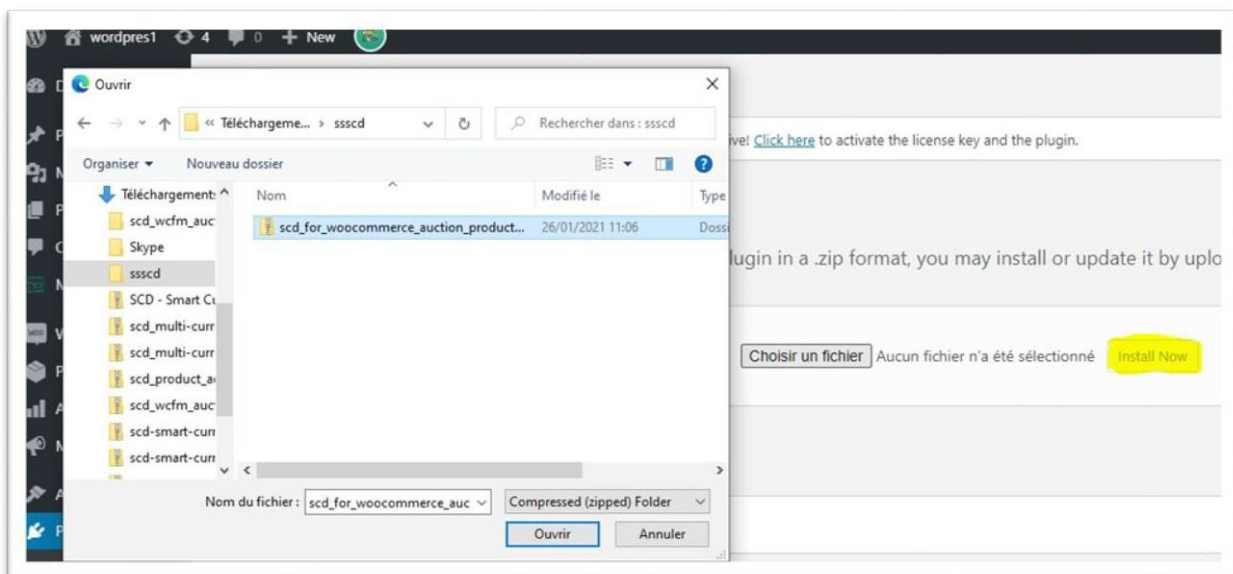 wordpres1 4 0 New
Ouvrir
Téléchargeme... ssscd
Rechercher dans : ssscd
Organiser Nouveau dossier
Téléchargement
scd_wcfm_auc
Skype
ssscd
SCD - Smart Cu
scd_multi-curr
scd_multi-curr
scd_product_a
scd_wcfm_auc
scd-smart-curr
scd-smart-curr
Nom Modifié le Type
scd_for_woocommerce_auction_product... 26/01/2021 11:06 Dossi
Nom du fichier : scd_for_woocommerce_auc Compressed (zipped) Folder
Ouvrir Annuler
ive! Click here to activate the license key and the plugin.
lugin in a .zip format, you may install or update it by uplo
Choisir un fichier Aucun fichier n'a été sélectionné Install Now